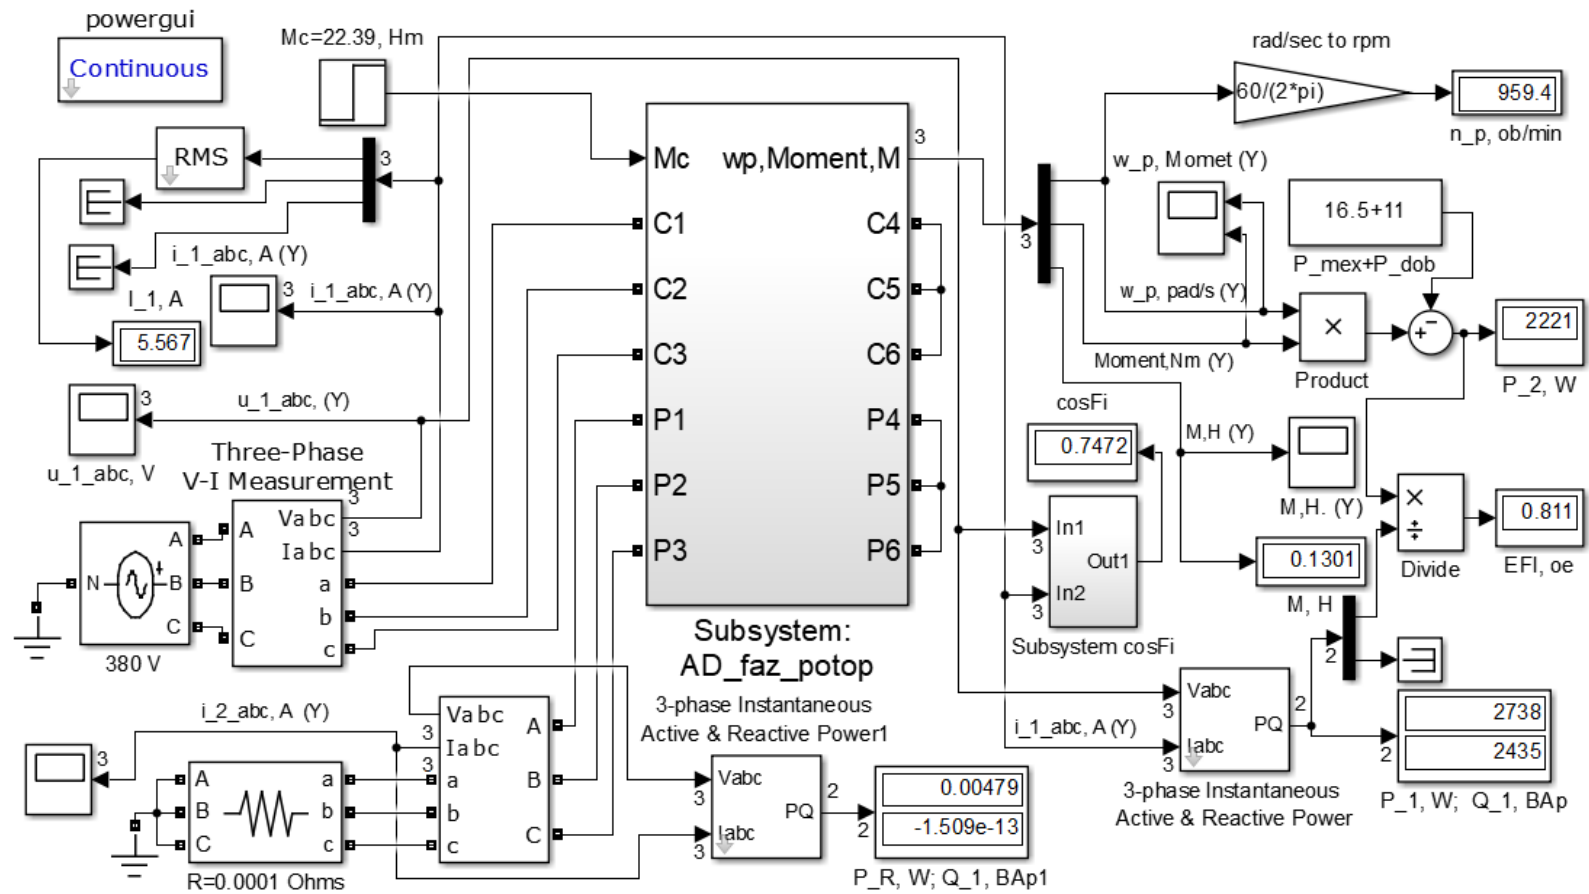 powergui
Continuous
Mc=22.39, Hm
RMS
3
i_1_abc, A (Y)
I_1, A
5.567
3
i_1_abc, A (Y)
3
u_1_abc, (Y)
u_1_abc, V
Three-Phase
V-I Measurement
3
3
Vabc
Iabc
A
B
C
a
b
c
N
A
B
C
380 V
Mc
wp,Moment,M
3
C1
C4
C2
C5
C3
C6
P1
P4
P2
P5
P3
P6
Subsystem:
AD_faz_potop
3
rad/sec to rpm
60/(2*pi)
959.4
n_p, ob/min
w_p, Momet (Y)
16.5+11
P_mex+P_dob
w_p, pad/s (Y)
Moment,Nm (Y)
×
Product
+
−
2221
P_2, W
cosFi
0.7472
M,H (Y)
M,H. (Y)
In1
3
In2
3
Out1
Subsystem cosFi
0.1301
M, H
×
÷
Divide
0.811
EFI, oe
2
i_1_abc, A (Y)
Vabc
3
Iabc
3
PQ
2
3-phase Instantaneous
Active & Reactive Power
2
2738
2435
P_1, W; Q_1, BAp
i_2_abc, A (Y)
3
A
B
C
a
b
c
R=0.0001 Ohms
3
3
Vabc
Iabc
a
b
c
A
B
C
3-phase Instantaneous
Active & Reactive Power1
Vabc
3
Iabc
3
PQ
2
2
0.00479
-1.509e-13
P_R, W; Q_1, BAp1